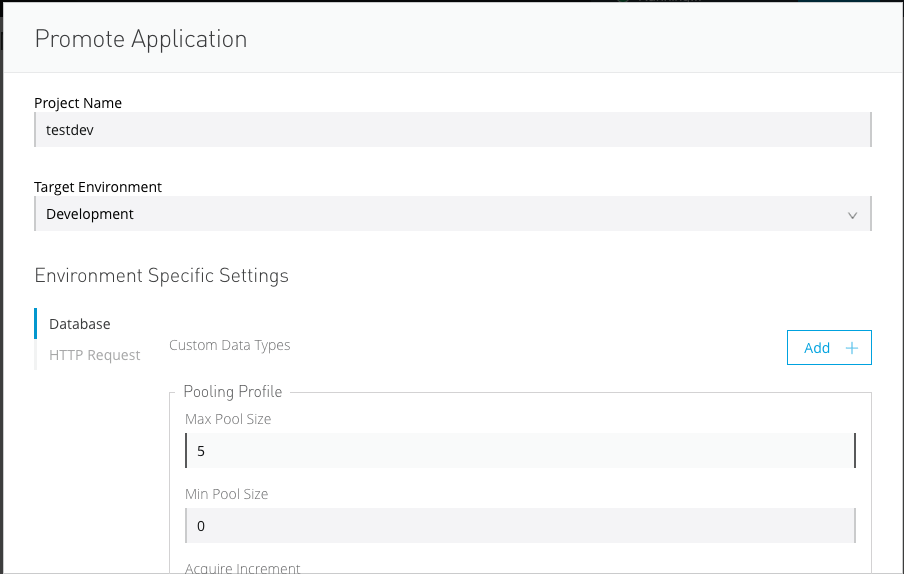 Promote Application
Project Name
testdev
Target Environment
Development
Environment Specific Settings
Database
HTTP Request
Custom Data Types
Add
Pooling Profile
Max Pool Size
5
Min Pool Size
0
Acquire Increment